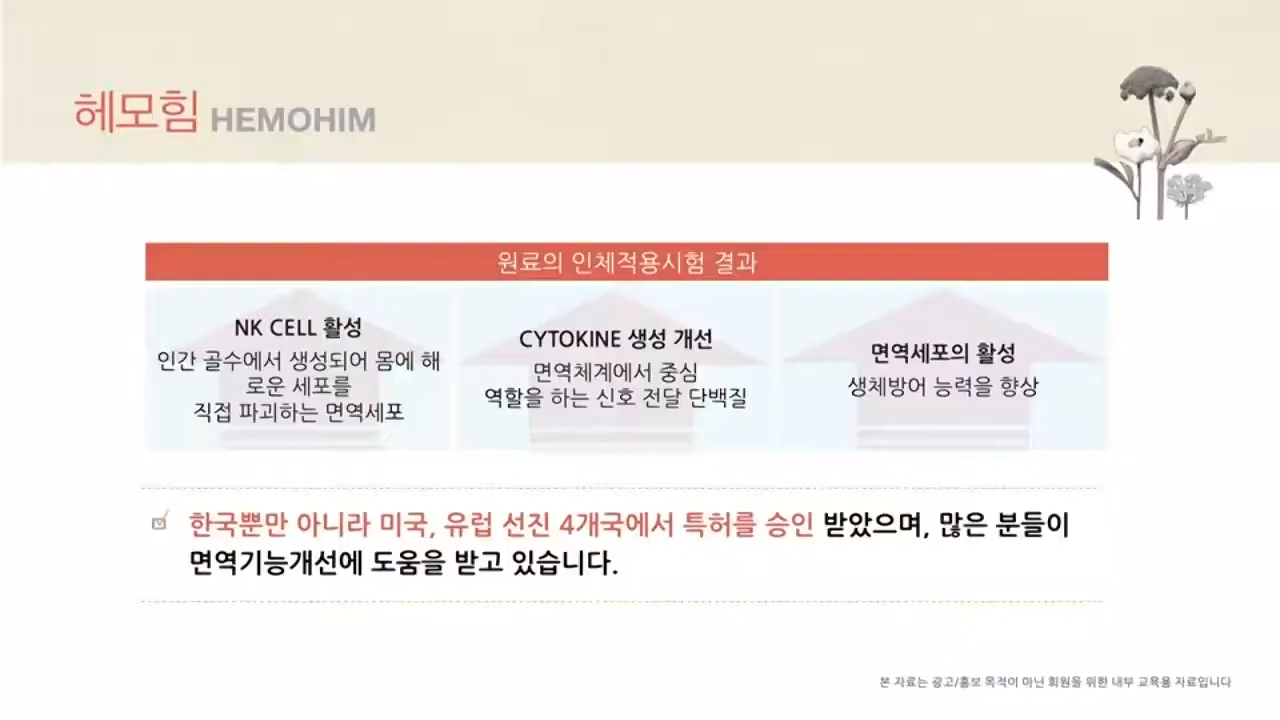 헤모힘 HEMOHIM
원료의 인체적용시험 결과
NK CELL 활성
인간 골수에서 생성되어 몸에 해
로운 세포를
직접 파괴하는 면역세포
CYTOKINE 생성 개선
면역체계에서 중심
역할을 하는 신호 전달 단백질
면역세포의 활성
생체방어 능력을 향상
한국뿐만 아니라 미국, 유럽 선진 4개국에서 특허를 승인 받았으며, 많은 분들이
면역기능개선에 도움을 받고 있습니다.
본 자료는 광고/홍보 목적이 아닌 회원을 위한 내부 교육용 자료입니다